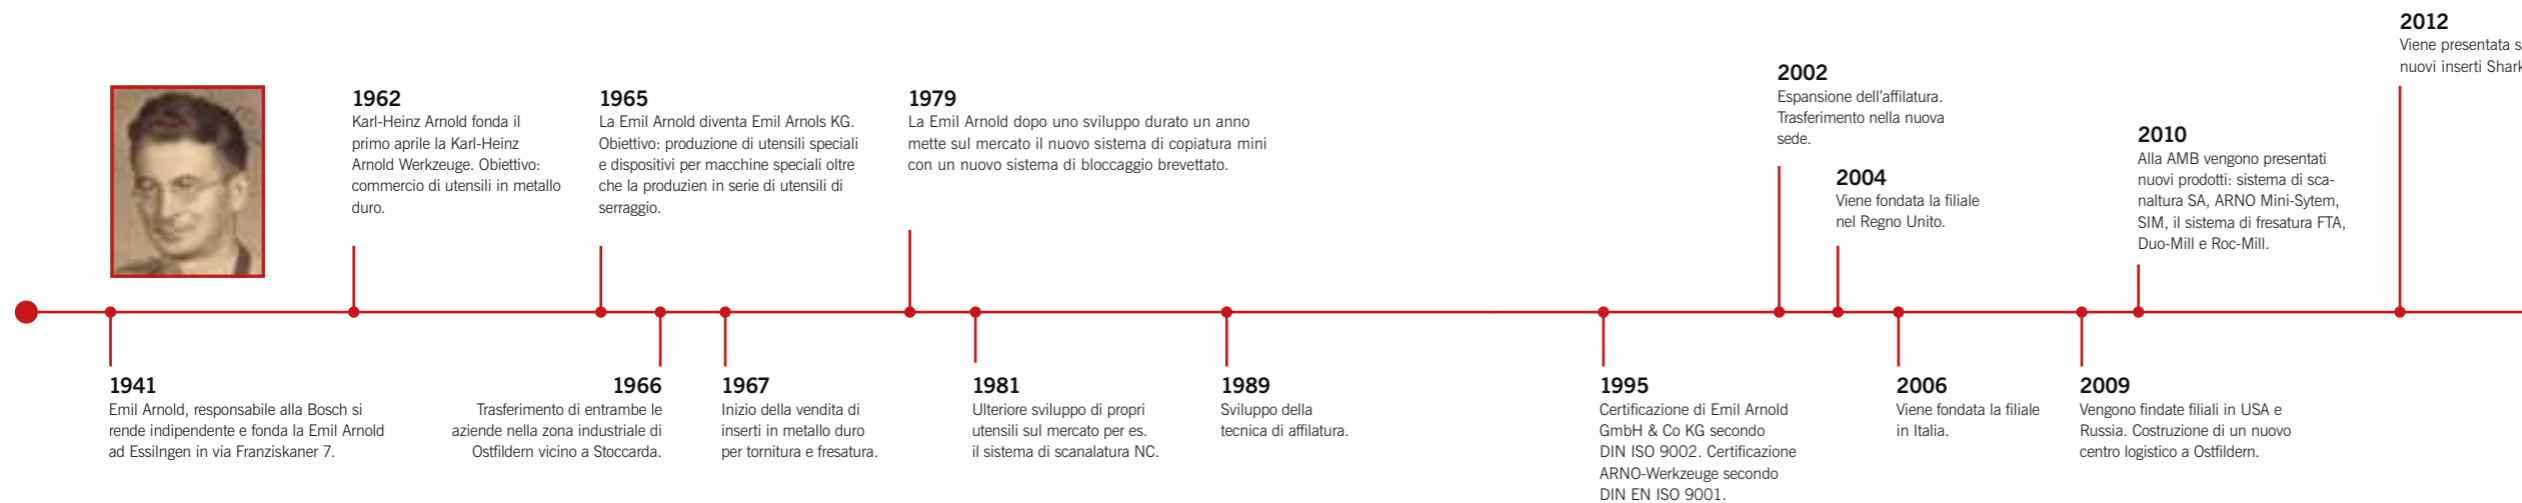 1941
Emil Arnold, responsabile alla Bosch si
rende indipendente e fonda la Emil Arnold
ad Essilngen in via Franziskaner 7.
1962
Karl-Heinz Arnold fonda il
primo aprile la Karl-Heinz
Arnold Werkzeuge. Obiettivo:
commercio di utensili in metallo
duro.
1965
La Emil Arnold diventa Emil Arnols KG.
Obiettivo: produzione di utensili speciali
e dispositivi per macchine speciali oltre
che la produzien in serie di utensili di
serraggio.
1966
Trasferimento di entrambe le
aziende nella zona industriale di
Ostfildern vicino a Stoccarda.
1967
Inizio della vendita di
inserti in metallo duro
per tornitura e fresatura.
1979
La Emil Arnold dopo uno sviluppo durato un anno
mette sul mercato il nuovo sistema di copiatura mini
con un nuovo sistema di bloccaggio brevettato.
1981
Ulteriore sviluppo di propri
utensili sul mercato per es.
il sistema di scanalatura NC.
1989
Sviluppo della
tecnica di affilatura.
1995
Certificazione di Emil Arnold
GmbH & Co KG secondo
DIN ISO 9002. Certificazione
ARNO-Werkzeuge secondo
DIN EN ISO 9001.
2002
Espansione dell'affilatura.
Trasferimento nella nuova
sede.
2004
Viene fondata la filiale
nel Regno Unito.
2006
Viene fondata la filiale
in Italia.
2009
Vengono findate filiali in USA e
Russia. Costruzione di un nuovo
centro logistico a Ostfildern.
2010
Alla AMB vengono presentati
nuovi prodotti: sistema di sca-
naltura SA, ARNO Mini-Sytem,
SIM, il sistema di fresatura FTA,
Duo-Mill e Roc-Mill.
2012
Viene presentata s
nuovi inserti Shark